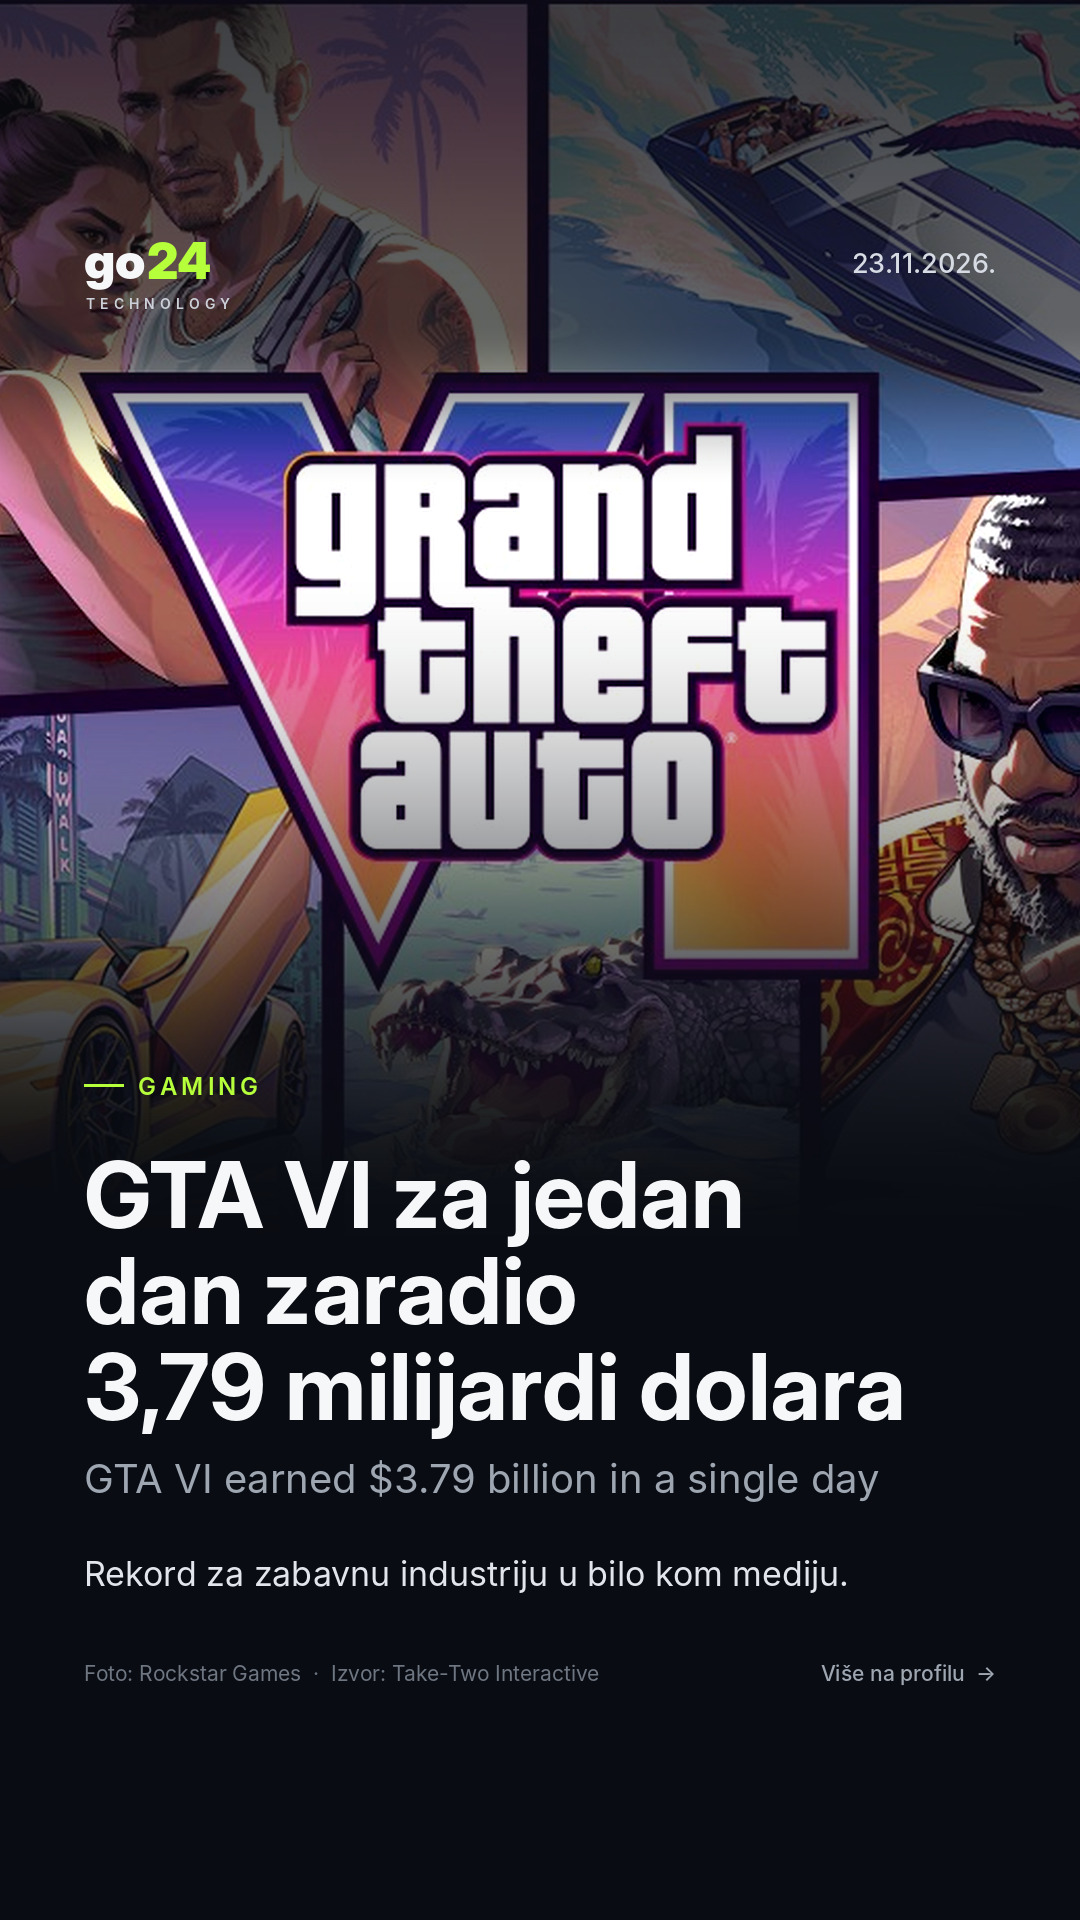 go24
TECHNOLOGY
23.11.2026.
grand
theft
auto
®
VI
BOARDWALK
GAMING
GTA VI za jedan
dan zaradio
3,79 milijardi dolara
GTA VI earned $3.79 billion in a single day
Rekord za zabavnu industriju u bilo kom mediju.
Foto: Rockstar Games · Izvor: Take-Two Interactive
Više na profilu →